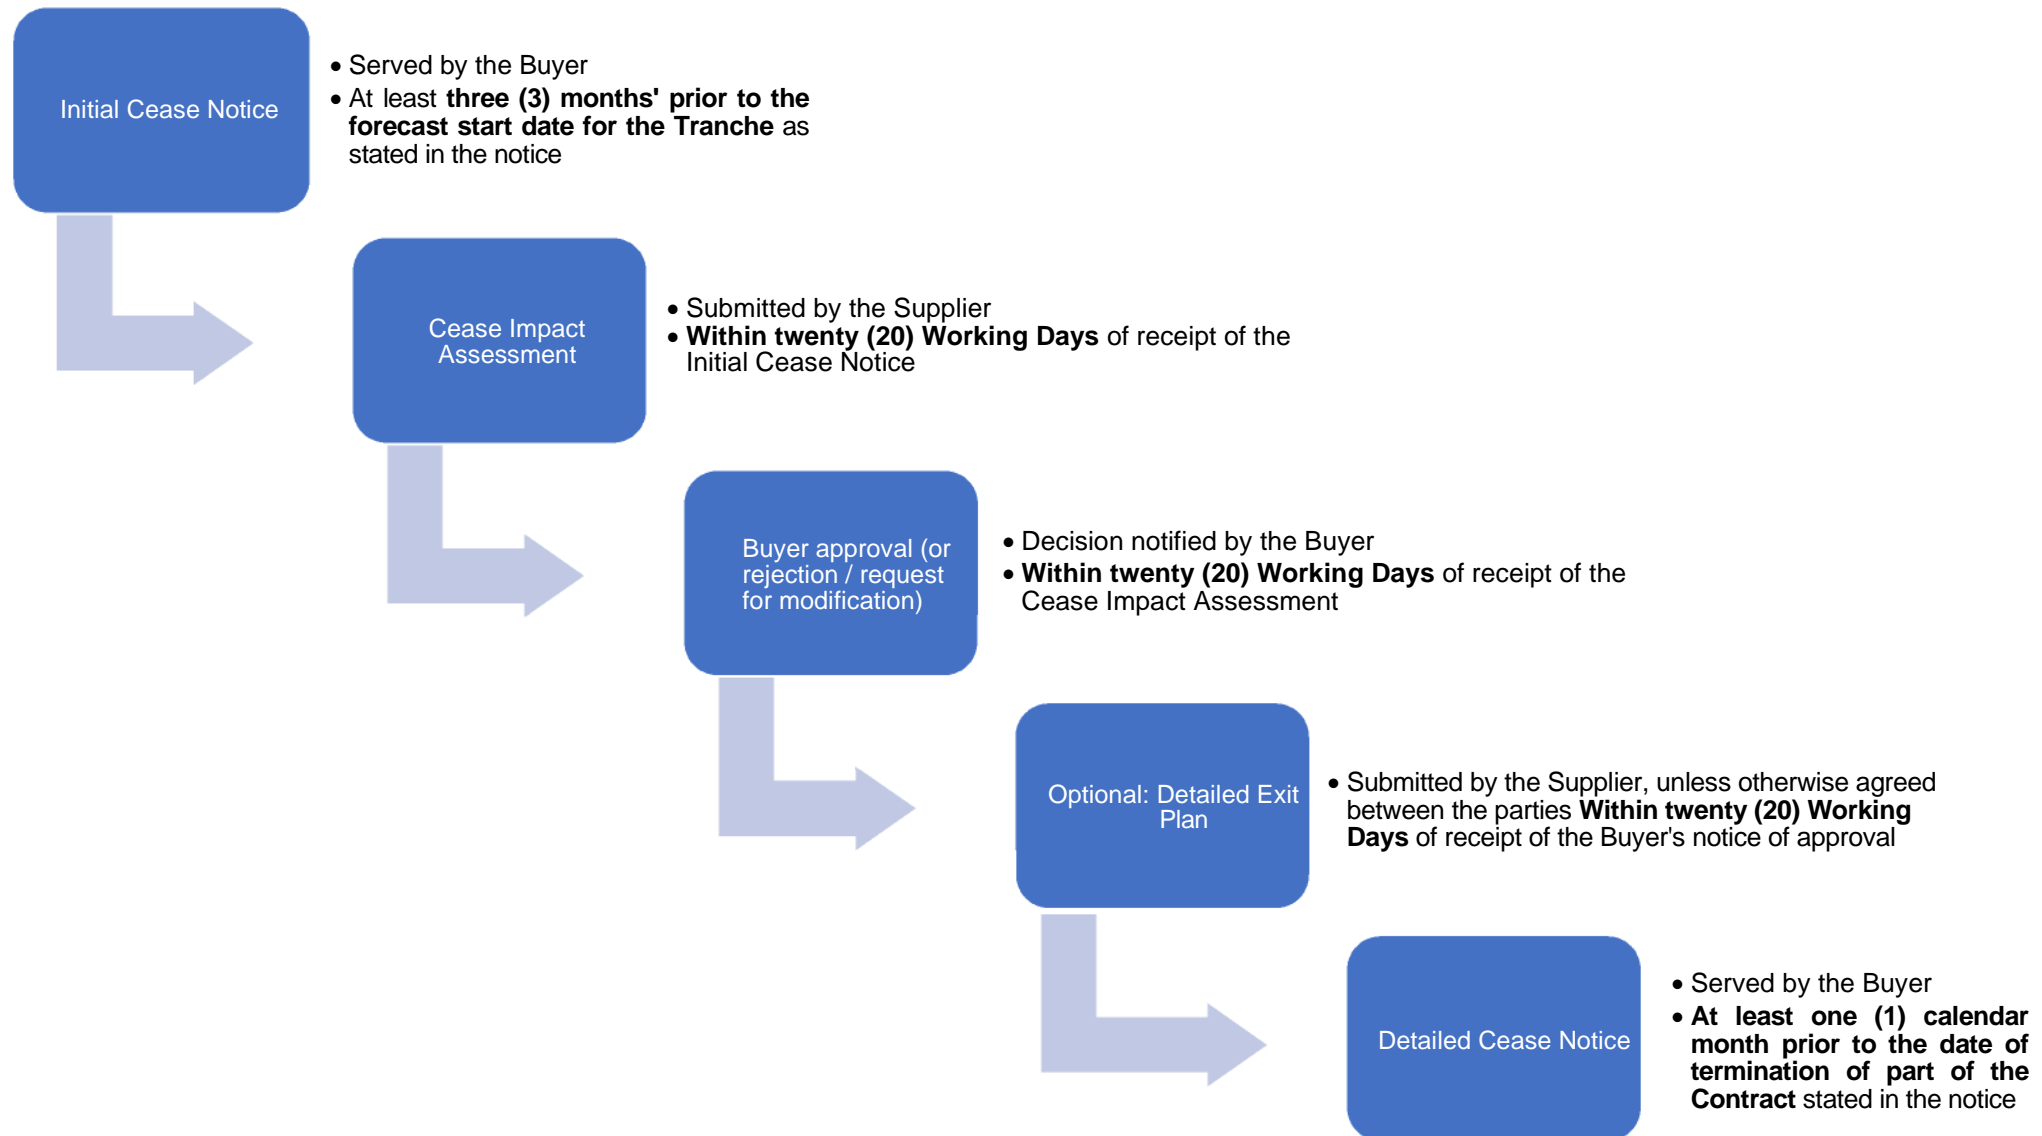 Initial Cease Notice
• Served by the Buyer
• At least three (3) months' prior to the
forecast start date for the Tranche as
stated in the notice
Cease Impact
Assessment
• Submitted by the Supplier
• Within twenty (20) Working Days of receipt of the
Initial Cease Notice
Buyer approval (or
rejection / request
for modification)
• Decision notified by the Buyer
• Within twenty (20) Working Days of receipt of the
Cease Impact Assessment
Optional: Detailed Exit
Plan
• Submitted by the Supplier, unless otherwise agreed
between the parties Within twenty (20) Working
Days of receipt of the Buyer's notice of approval
Detailed Cease Notice
• Served by the Buyer
• At least one (1) calendar
month prior to the date of
termination of part of the
Contract stated in the notice